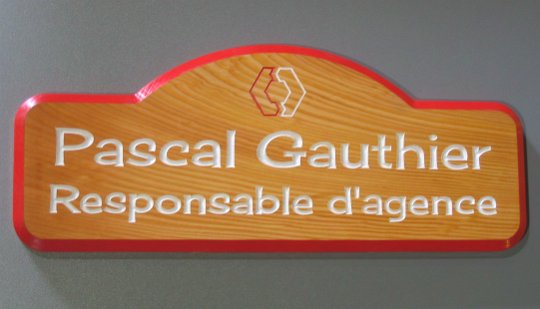 Pascal Gauthier
Responsable d'agence